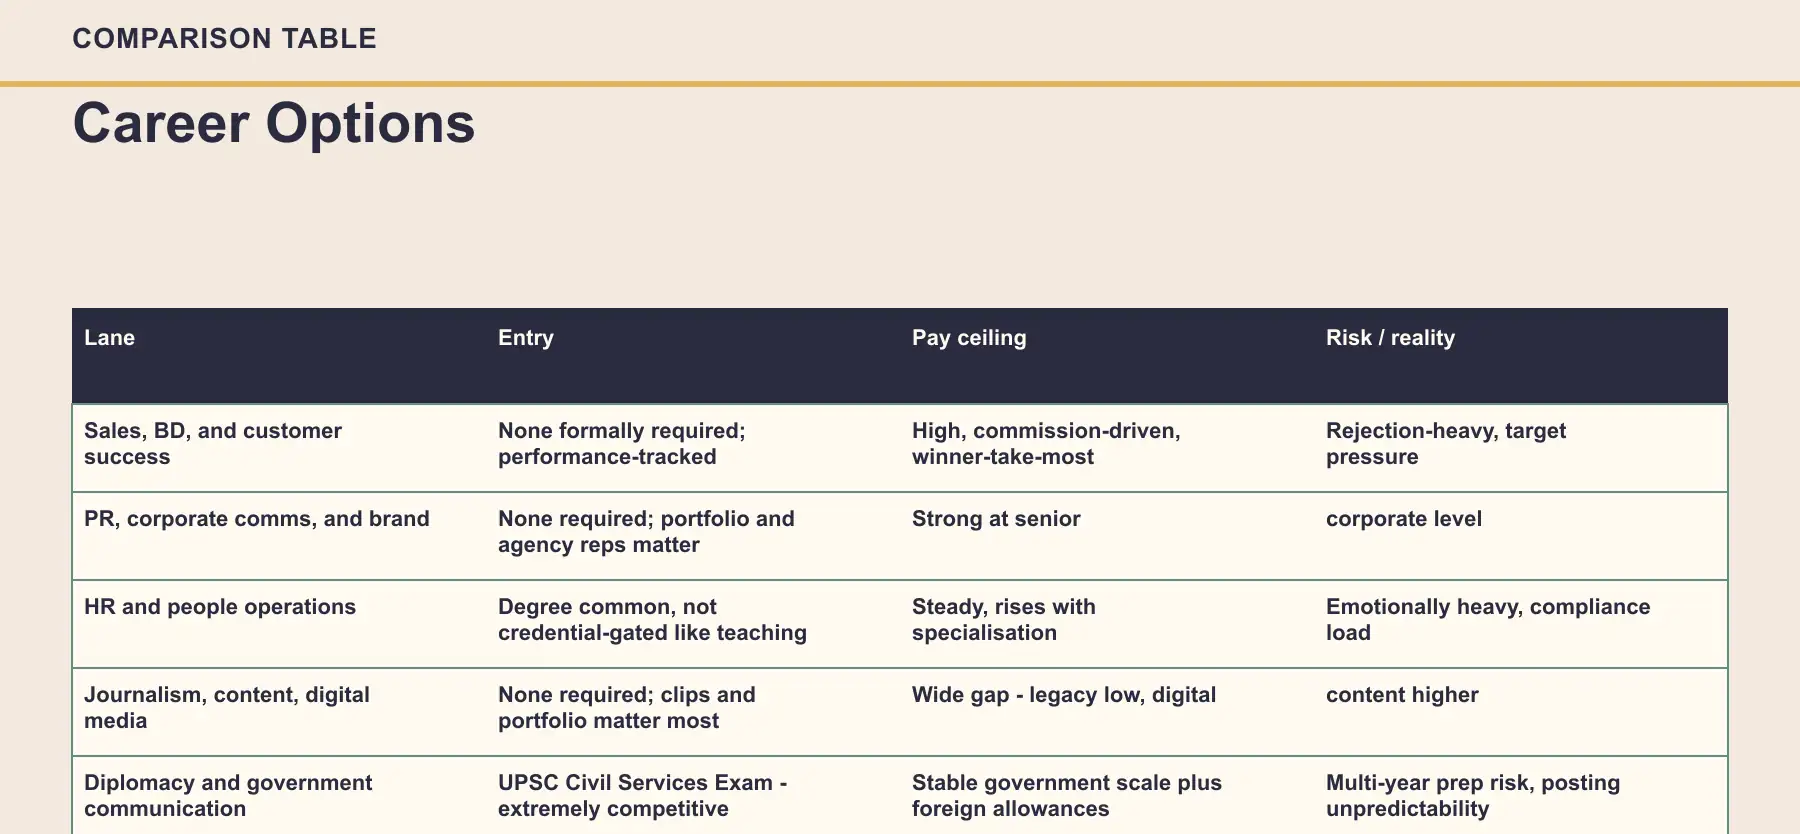 COMPARISON TABLE
Career Options
Lane Entry Pay ceiling Risk / reality
Sales, BD, and customer
success
None formally required;
performance-tracked
High, commission-driven,
winner-take-most
Rejection-heavy, target
pressure
PR, corporate comms, and brand
None required; portfolio and
agency reps matter
Strong at senior
corporate level
HR and people operations
Degree common, not
credential-gated like teaching
Steady, rises with
specialisation
Emotionally heavy, compliance
load
Journalism, content, digital
media
None required; clips and
portfolio matter most
Wide gap - legacy low, digital
content higher
Diplomacy and government
communication
UPSC Civil Services Exam -
extremely competitive
Stable government scale plus
foreign allowances
Multi-year prep risk, posting
unpredictability